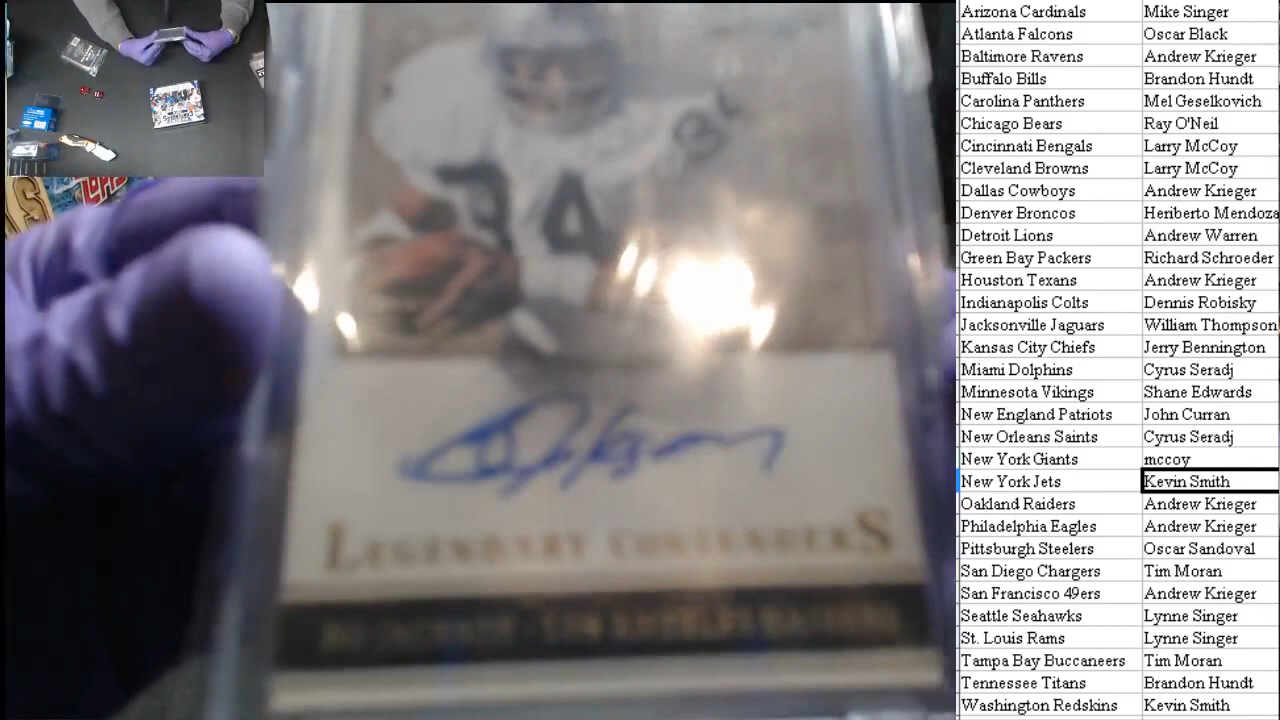 34
LEGENDARY CONTENDERS
TOPPS
Arizona Cardinals Mike Singer
Atlanta Falcons Oscar Black
Baltimore Ravens Andrew Krieger
Buffalo Bills Brandon Hundt
Carolina Panthers Mel Geselkovich
Chicago Bears Ray O'Neil
Cincinnati Bengals Larry McCoy
Cleveland Browns Larry McCoy
Dallas Cowboys Andrew Krieger
Denver Broncos Heriberto Mendoza
Detroit Lions Andrew Warren
Green Bay Packers Richard Schroeder
Houston Texans Andrew Krieger
Indianapolis Colts Dennis Robisky
Jacksonville Jaguars William Thompson
Kansas City Chiefs Jerry Bennington
Miami Dolphins Cyrus Seradj
Minnesota Vikings Shane Edwards
New England Patriots John Curran
New Orleans Saints Cyrus Seradj
New York Giants mccoy
New York Jets Kevin Smith
Oakland Raiders Andrew Krieger
Philadelphia Eagles Andrew Krieger
Pittsburgh Steelers Oscar Sandoval
San Diego Chargers Tim Moran
San Francisco 49ers Andrew Krieger
Seattle Seahawks Lynne Singer
St. Louis Rams Lynne Singer
Tampa Bay Buccaneers Tim Moran
Tennessee Titans Brandon Hundt
Washington Redskins Kevin Smith